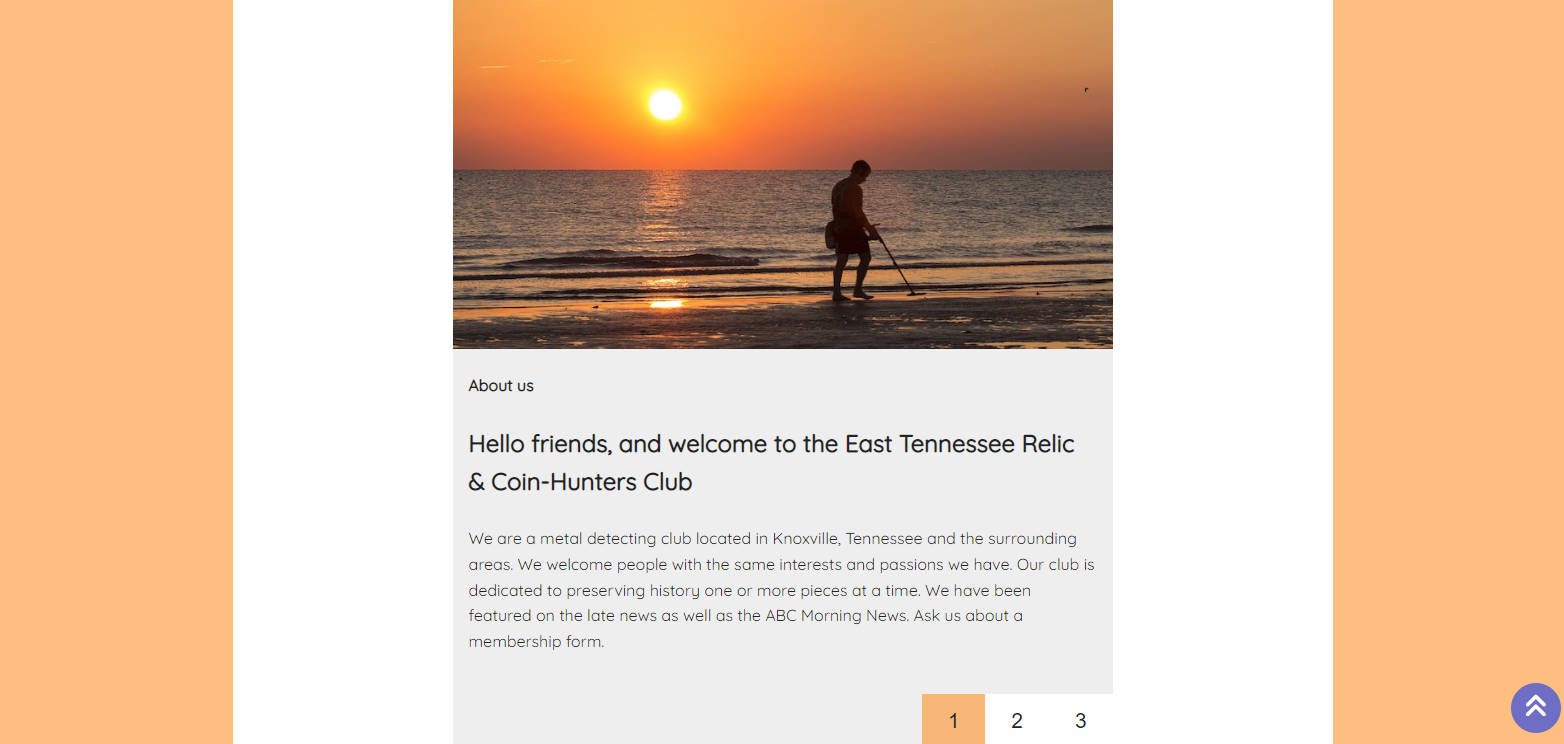 About us
Hello friends, and welcome to the East Tennessee Relic
& Coin-Hunters Club
We are a metal detecting club located in Knoxville, Tennessee and the surrounding
areas. We welcome people with the same interests and passions we have. Our club is
dedicated to preserving history one or more pieces at a time. We have been
featured on the late news as well as the ABC Morning News. Ask us about a
membership form.
1 2 3